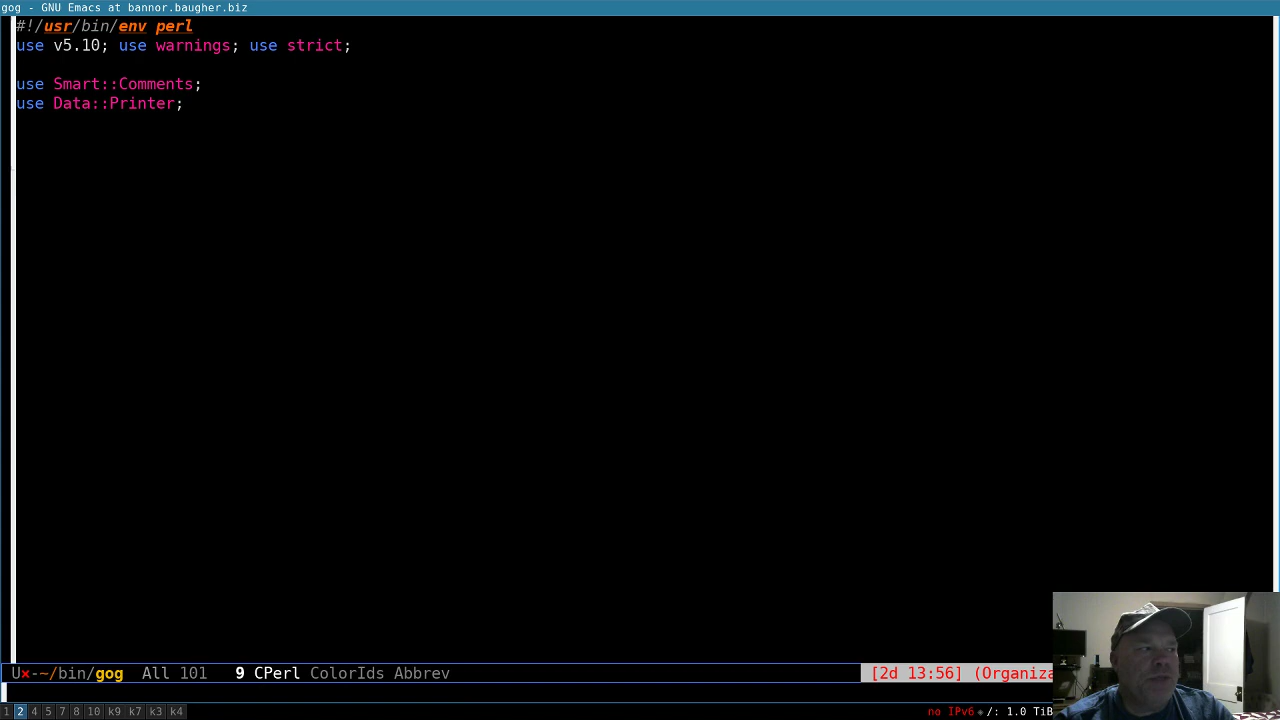 gog - GNU Emacs at bannor.baugher.biz
#!/usr/bin/env perl
use v5.10; use warnings; use strict;
use Smart::Comments;
use Data::Printer;
U×-~/bin/gog All 101 9 CPerl ColorIds Abbrev [2d 13:56] (Organiza
1 2 4 5 7 8 10 k9 k7 k3 k4 no IPv6 /: 1.0 TiB